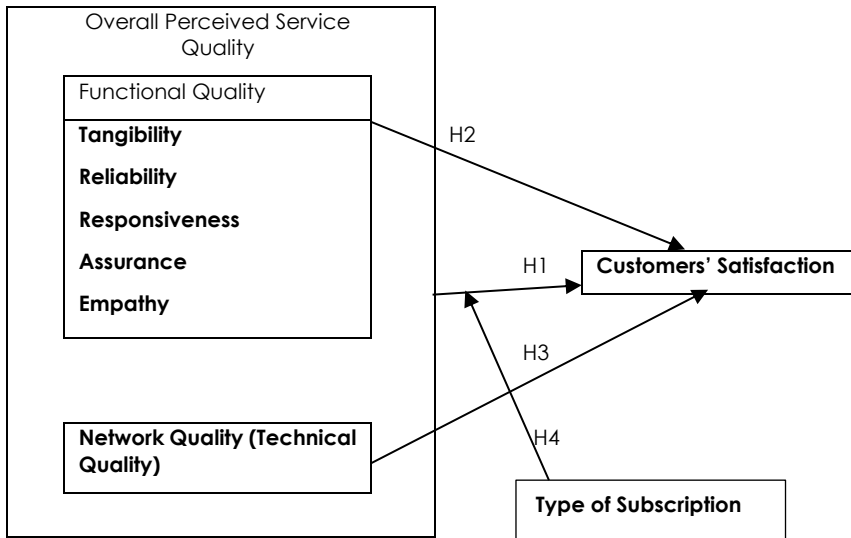 Overall Perceived Service
Quality
Functional Quality
Tangibility
Reliability
Responsiveness
Assurance
Empathy
Network Quality (Technical
Quality)
H2
H1
H3
H4
Customers’ Satisfaction
Type of Subscription